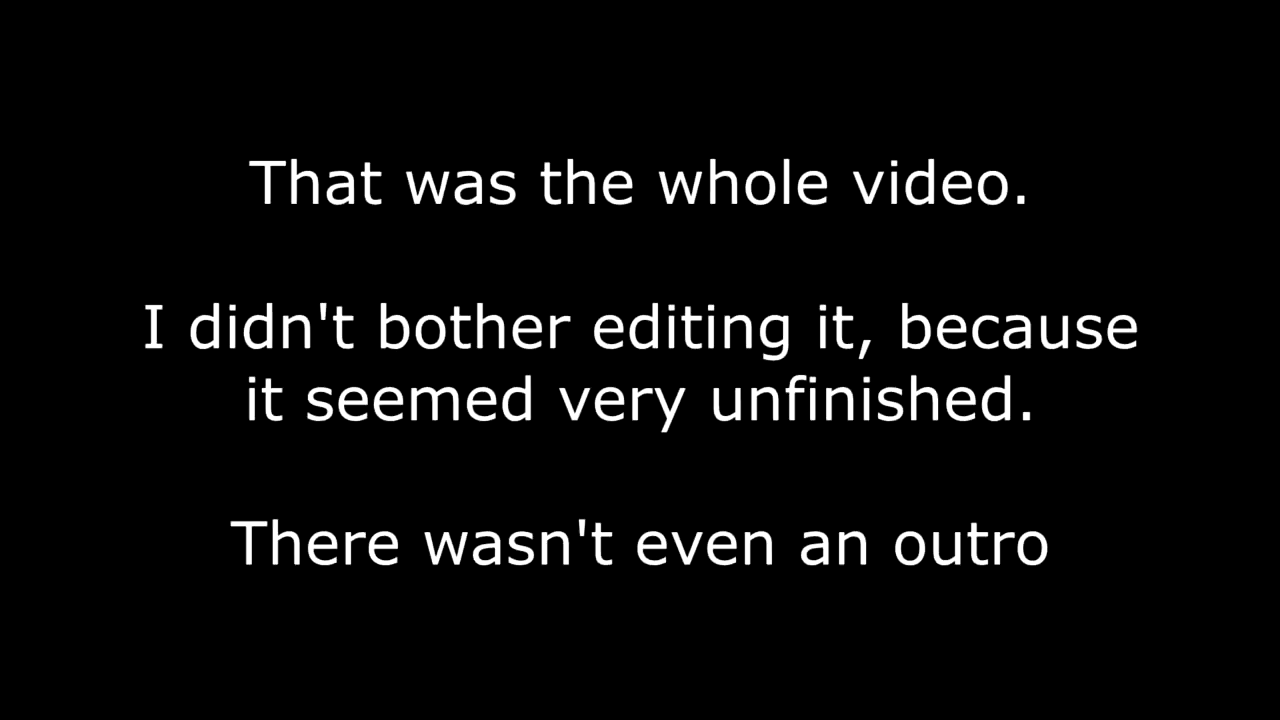 That was the whole video.
I didn't bother editing it, because
it seemed very unfinished.
There wasn't even an outro